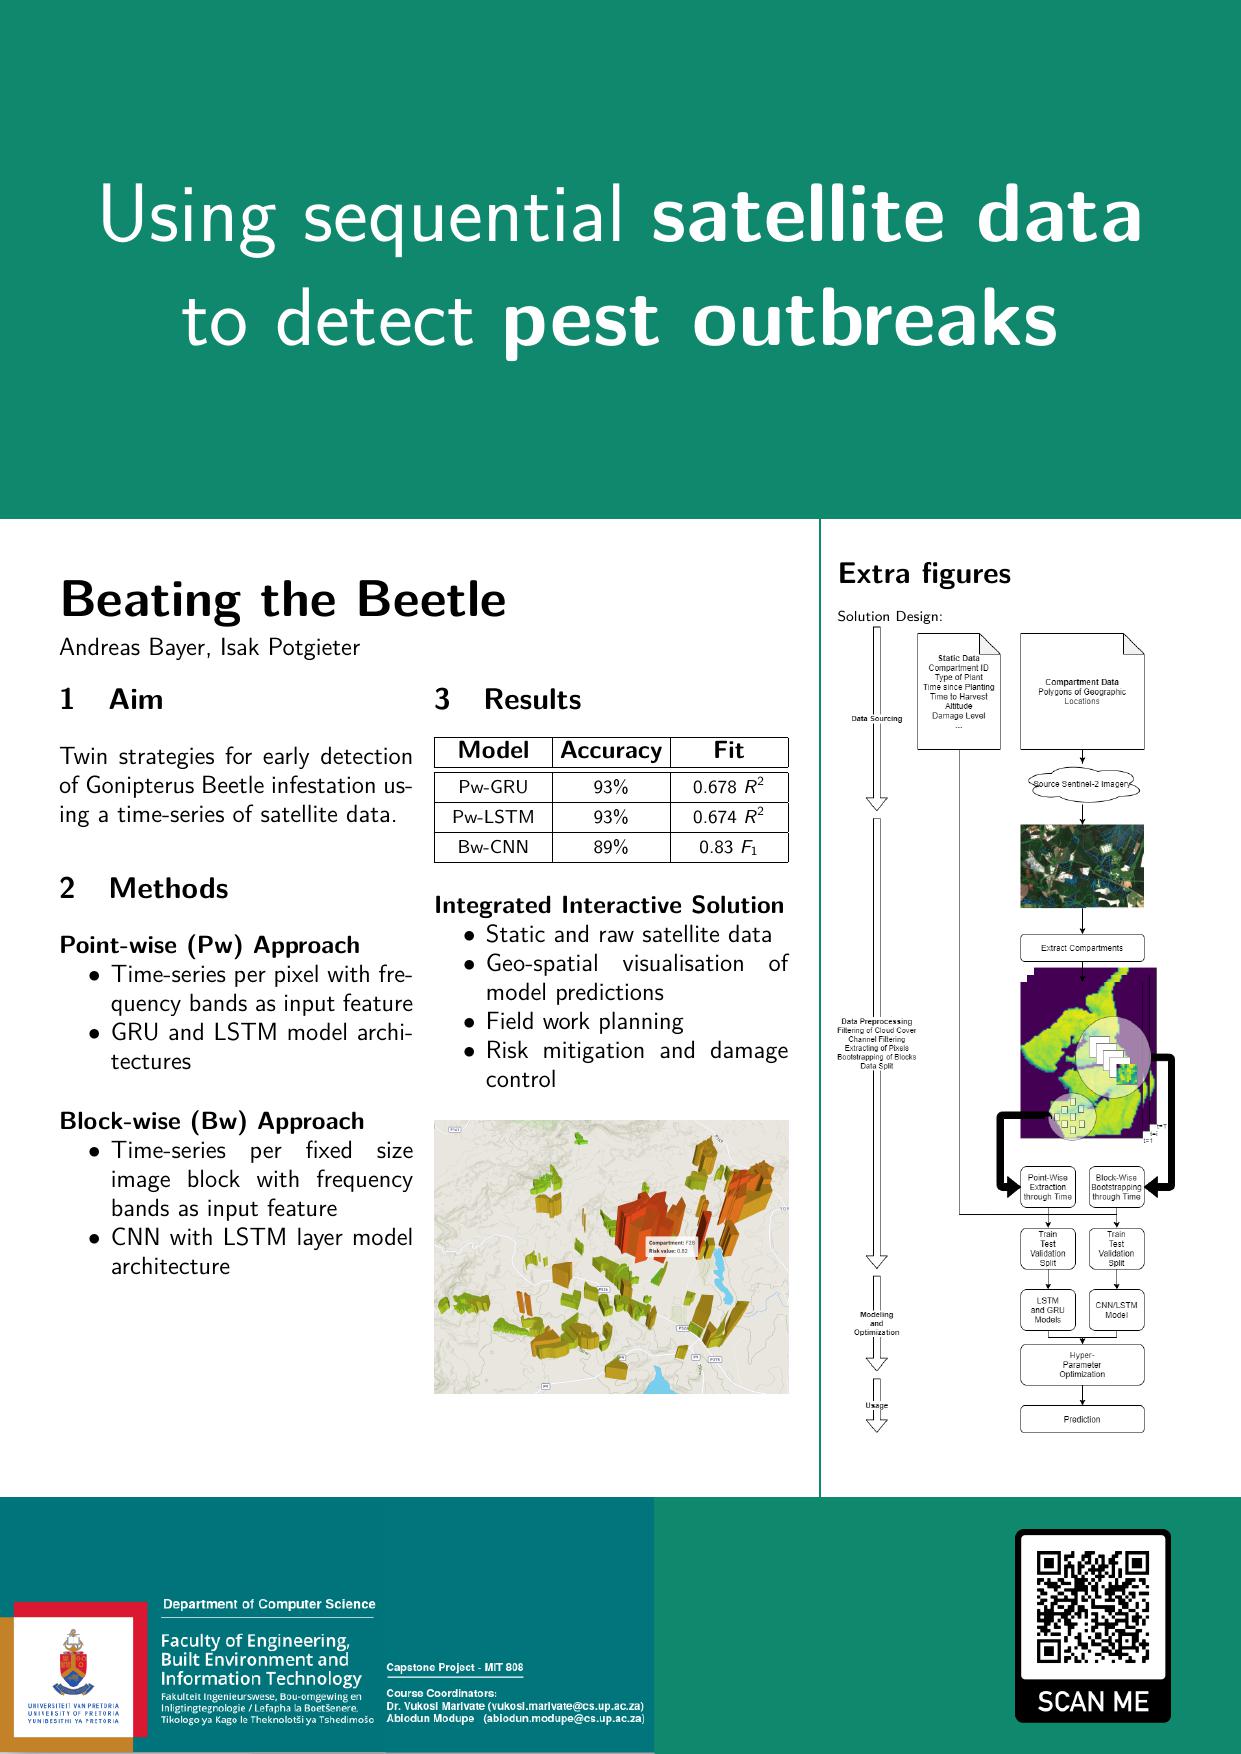 Using sequential satellite data
to detect pest outbreaks
Beating the Beetle
Andreas Bayer, Isak Potgieter
1 Aim
Twin strategies for early detection
of Gonipterus Beetle infestation us-
ing a time-series of satellite data.
2 Methods
Point-wise (Pw) Approach
• Time-series per pixel with fre-
quency bands as input feature
• GRU and LSTM model archi-
tectures
Block-wise (Bw) Approach
• Time-series per fixed size
image block with frequency
bands as input feature
• CNN with LSTM layer model
architecture
3 Results
Model Accuracy Fit
Pw-GRU 93% 0.678 R²
Pw-LSTM 93% 0.674 R²
Bw-CNN 89% 0.83 F₁
Integrated Interactive Solution
• Static and raw satellite data
• Geo-spatial visualisation of
model predictions
• Field work planning
• Risk mitigation and damage
control
Compartment: F28
Risk value: 0.82
Extra figures
Solution Design:
Data Sourcing
Static Data
Compartment ID
Type of Plant
Time since Planting
Time to Harvest
Altitude
Damage Level
...
Compartment Data
Polygons of Geographic
Locations
Source Sentinel-2 Imagery
Extract Compartments
Data Preprocessing
Filtering of Cloud Cover
Channel Filtering
Extracting of Pixels
Bootstrapping of Blocks
Data Split
Point-Wise
Extraction
through Time
Block-Wise
Bootstrapping
through Time
Train
Test
Validation
Split
Train
Test
Validation
Split
Modeling
and
Optimization
LSTM
and GRU
Models
CNN/LSTM
Model
Hyper-
Parameter
Optimization
Usage
Prediction
UNIVERSITEIT VAN PRETORIA
UNIVERSITY OF PRETORIA
YUNIBESITHI YA PRETORIA
Department of Computer Science
Faculty of Engineering,
Built Environment and
Information Technology
Fakulteit Ingenieurswese, Bou-omgewing en
Inligtingtegnologie / Lefapha la Boetšenere,
Tikologo ya Kago le Theknolotši ya Tshedimošo
Capstone Project - MIT 808
Course Coordinators:
Dr. Vukosi Marivate (vukosi.marivate@cs.up.ac.za)
Abiodun Modupe (abiodun.modupe@cs.up.ac.za)
SCAN ME